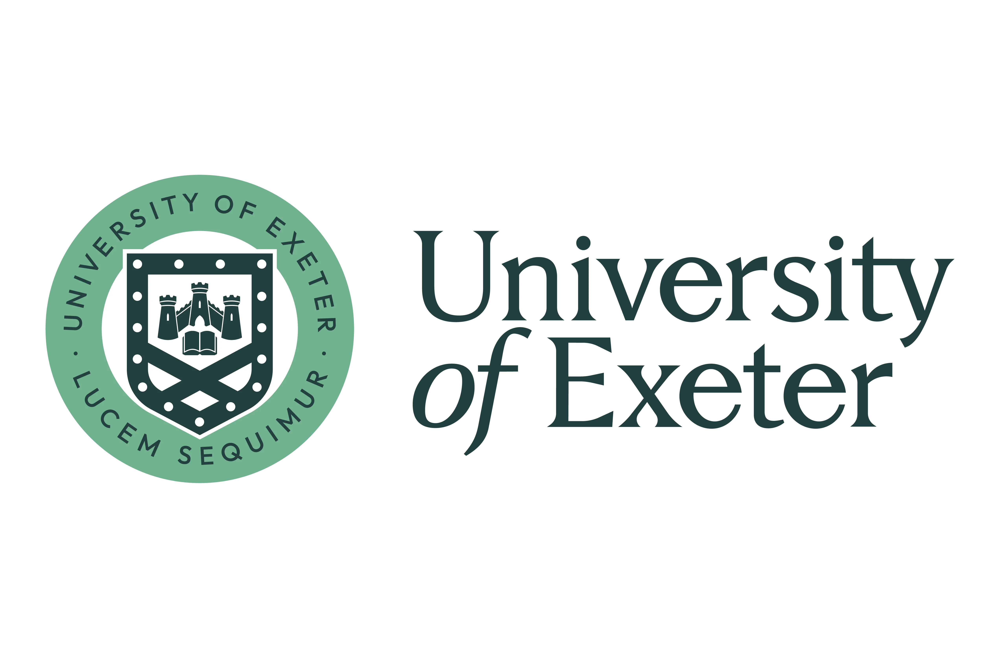 UNIVERSITY OF EXETER
LUCEM SEQUIMUR
University
of Exeter